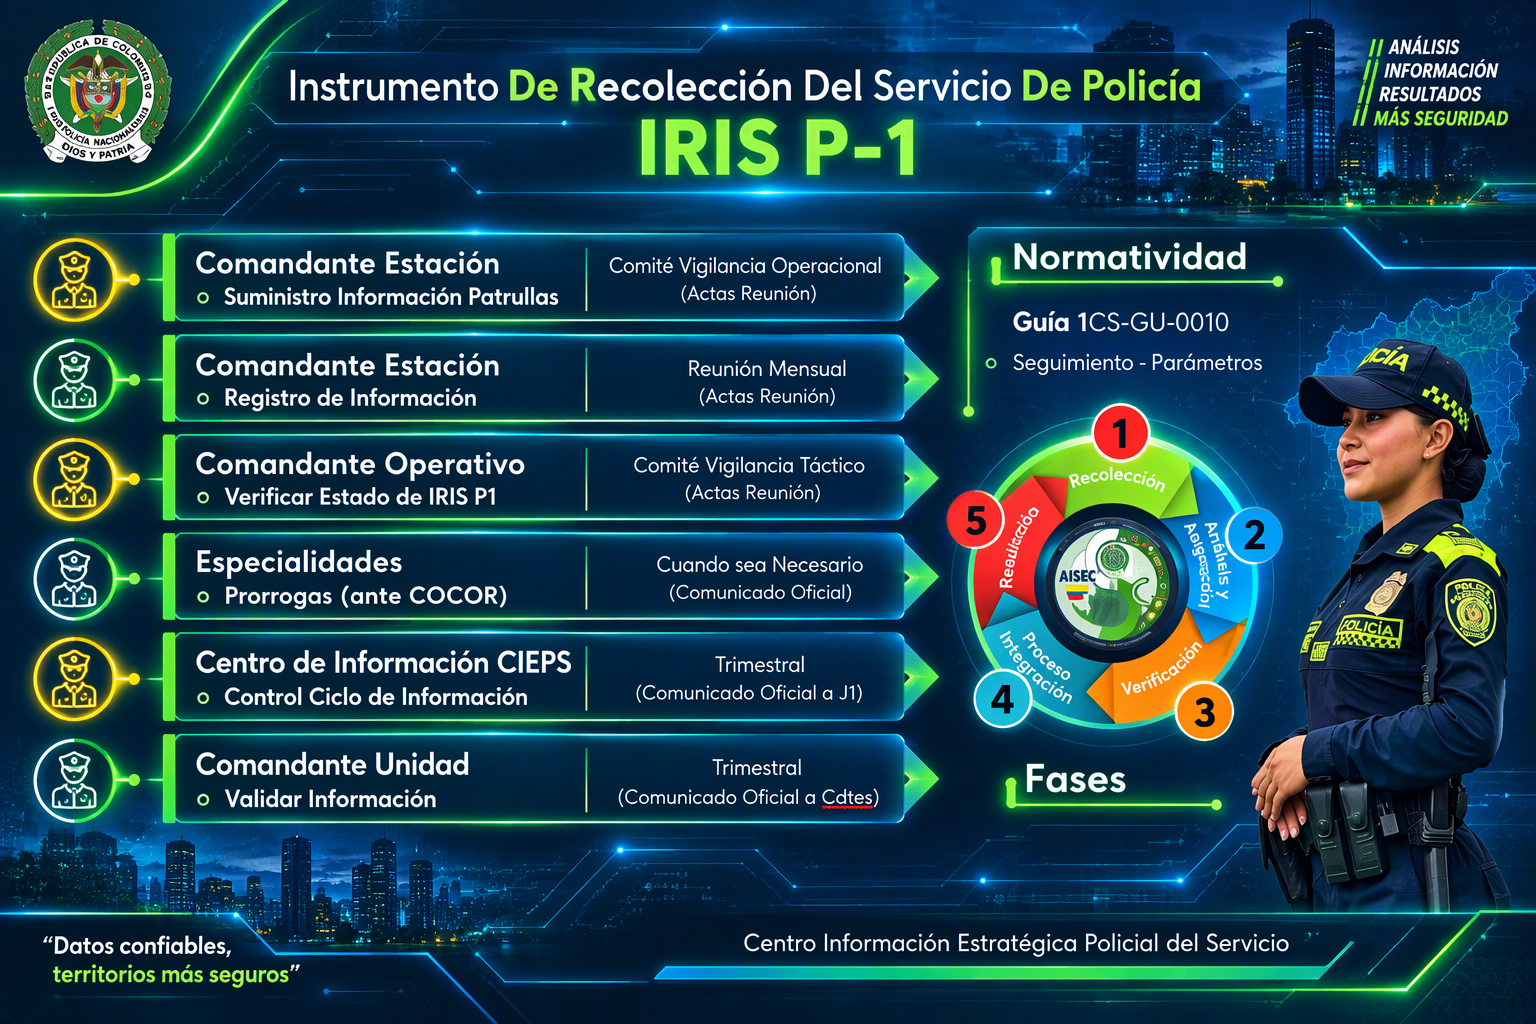 REPÚBLICA DE COLOMBIA
POLICÍA NACIONAL
DIOS Y PATRIA
Instrumento De Recolección Del Servicio De Policía
IRIS P-1
ANÁLISIS
INFORMACIÓN
RESULTADOS
MÁS SEGURIDAD
Comandante Estación
Suministro Información Patrullas
Comité Vigilancia Operacional
(Actas Reunión)
Comandante Estación
Registro de Información
Reunión Mensual
(Actas Reunión)
Comandante Operativo
Verificar Estado de IRIS P1
Comité Vigilancia Táctico
(Actas Reunión)
Especialidades
Prorrogas (ante COCOR)
Cuando sea Necesario
(Comunicado Oficial)
Centro de Información CIEPS
Control Ciclo de Información
Trimestral
(Comunicado Oficial a J1)
Comandante Unidad
Validar Información
Trimestral
(Comunicado Oficial a Cdtes)
Normatividad
Guía 1CS-GU-0010
Seguimiento - Parámetros
1
Recolección
2
3
Verificación
4
Proceso
Integración
5
AISEC
Fases
POLICÍA
"Datos confiables,
territorios más seguros"
Centro Información Estratégica Policial del Servicio